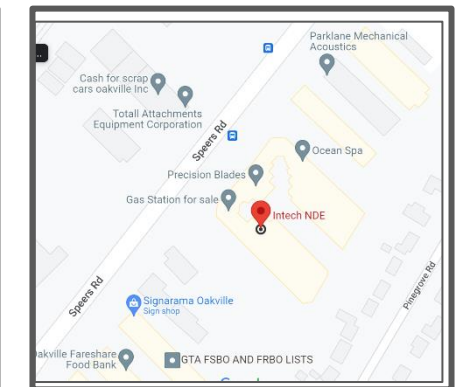 Parklane Mechanical
Acoustics
Cash for scrap
cars oakville Inc
Totall Attachments
Equipment Corporation
Speers Rd
Ocean Spa
Precision Blades
Gas Station for sale
Intech NDE
Pinegrove Rd
Speers Rd
Signarama Oakville
Sign shop
akville Fareshare
Food Bank
GTA FSBO AND FRBO LISTS